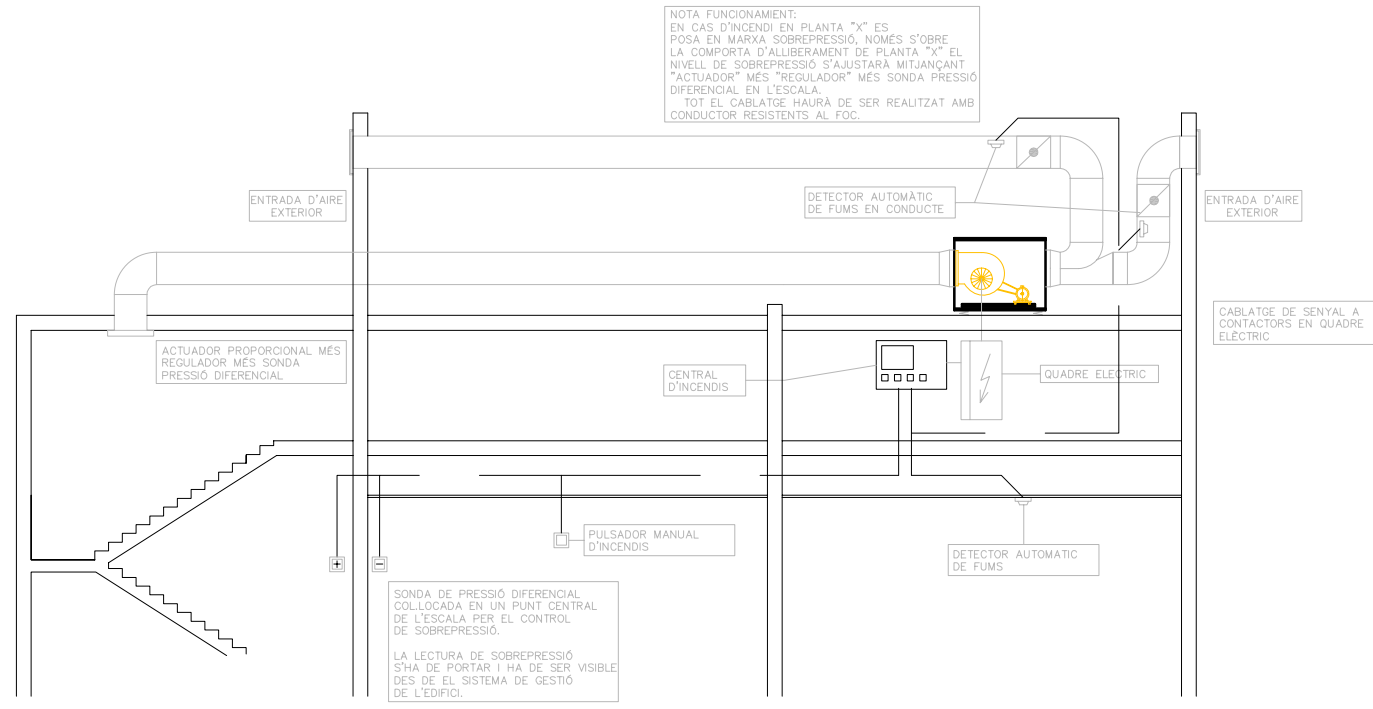 NOTA FUNCIONAMIENT:
EN CAS D'INCENDI EN PLANTA "X" ES
POSA EN MARXA SOBREPRESSIÓ, NOMÉS S'OBRE
LA COMPORTA D'ALLIBERAMENT DE PLANTA "X" EL
NIVELL DE SOBREPRESSIÓ S'AJUSTARÀ MITJANÇANT
"ACTUADOR" MÉS "REGULADOR" MÉS SONDA PRESSIÓ
DIFERENCIAL EN L'ESCALA.
TOT EL CABLATGE HAURÀ DE SER REALITZAT AMB
CONDUCTOR RESISTENTS AL FOC.
ENTRADA D'AIRE
EXTERIOR
DETECTOR AUTOMÀTIC
DE FUMS EN CONDUCTE
ENTRADA D'AIRE
EXTERIOR
CABLATGE DE SENYAL A
CONTACTORS EN QUADRE
ELÈCTRIC
ACTUADOR PROPORCIONAL MÉS
REGULADOR MÉS SONDA
PRESSIÓ DIFERENCIAL
CENTRAL
D'INCENDIS
QUADRE ELECTRIC
PULSADOR MANUAL
D'INCENDIS
DETECTOR AUTOMATIC
DE FUMS
+
−
SONDA DE PRESSIÓ DIFERENCIAL
COL.LOCADA EN UN PUNT CENTRAL
DE L'ESCALA PER EL CONTROL
DE SOBREPRESSIÓ.
LA LECTURA DE SOBREPRESSIÓ
S'HA DE PORTAR I HA DE SER VISIBLE
DES DE EL SISTEMA DE GESTIÓ
DE L'EDIFICI.